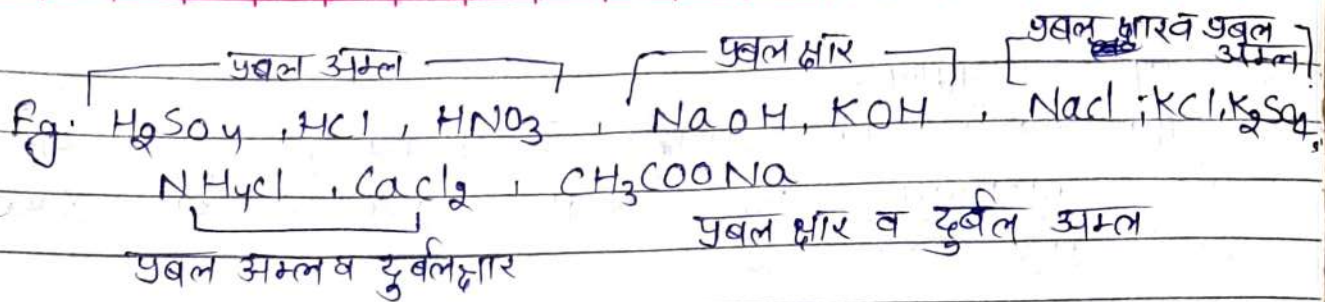 प्रबल अम्ल प्रबल क्षार प्रबल क्षार व प्रबल अम्ल
Eg. H2SO4, HCl, HNO3, NaOH, KOH, NaCl, KCl, K2SO4,
NH4Cl, CaCl2, CH3COONa
प्रबल अम्ल व दुर्बल क्षार प्रबल क्षार व दुर्बल अम्ल